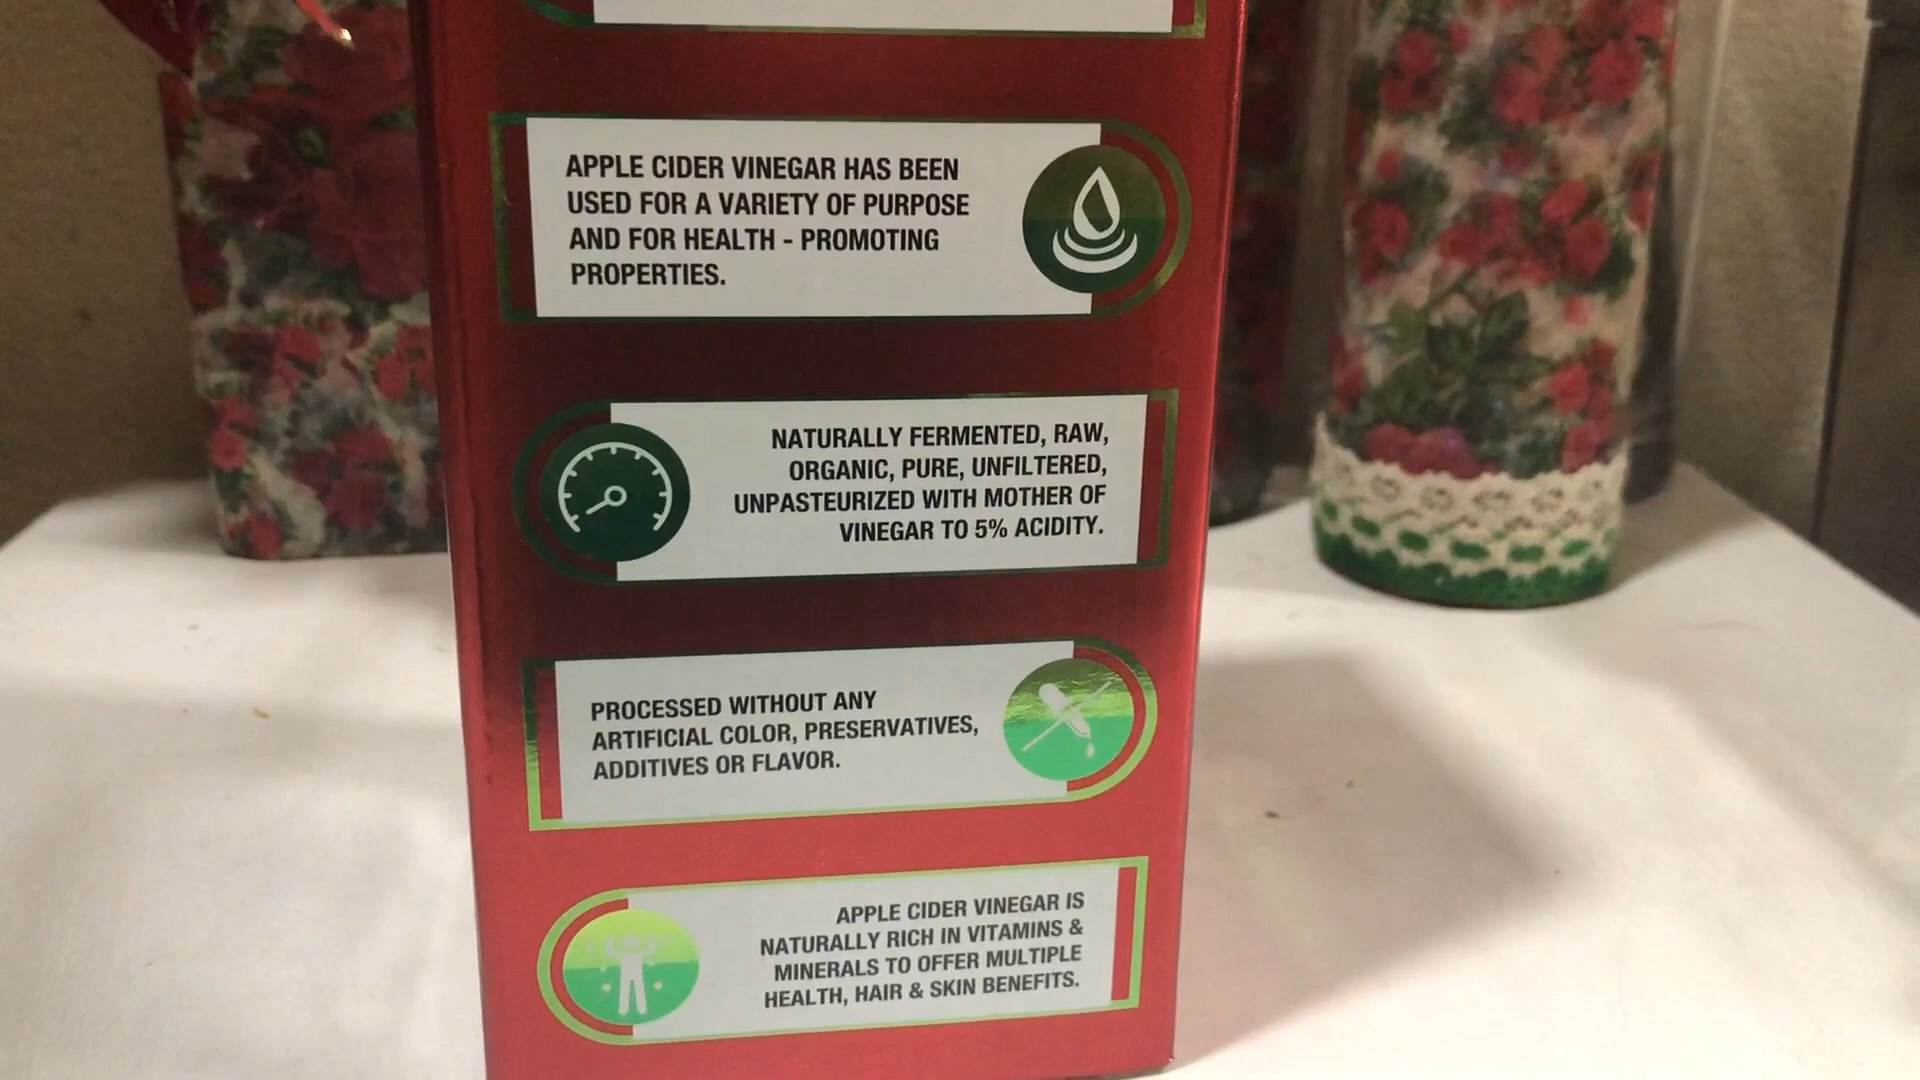 APPLE CIDER VINEGAR HAS BEEN
USED FOR A VARIETY OF PURPOSE
AND FOR HEALTH - PROMOTING
PROPERTIES.
NATURALLY FERMENTED, RAW,
ORGANIC, PURE, UNFILTERED,
UNPASTEURIZED WITH MOTHER OF
VINEGAR TO 5% ACIDITY.
PROCESSED WITHOUT ANY
ARTIFICIAL COLOR, PRESERVATIVES,
ADDITIVES OR FLAVOR.
APPLE CIDER VINEGAR IS
NATURALLY RICH IN VITAMINS &
MINERALS TO OFFER MULTIPLE
HEALTH, HAIR & SKIN BENEFITS.